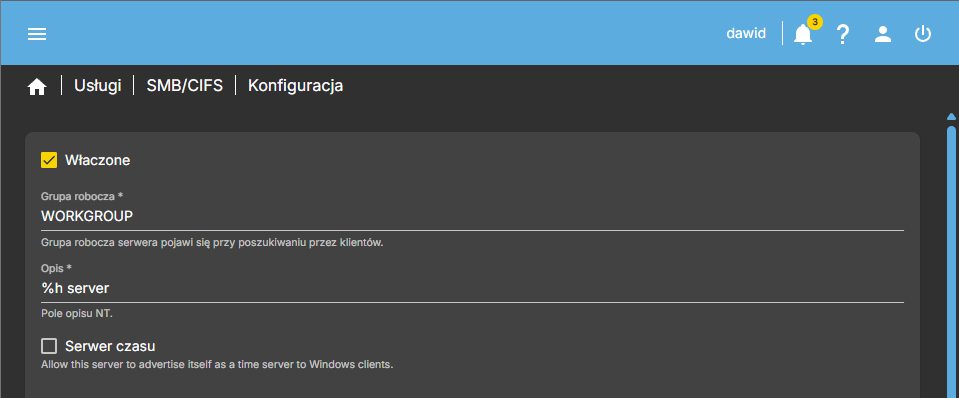 dawid 3
Usługi SMB/CIFS Konfiguracja
Właczone
Grupa robocza *
WORKGROUP
Grupa robocza serwera pojawi się przy poszukiwaniu przez klientów.
Opis *
%h server
Pole opisu NT.
Serwer czasu
Allow this server to advertise itself as a time server to Windows clients.